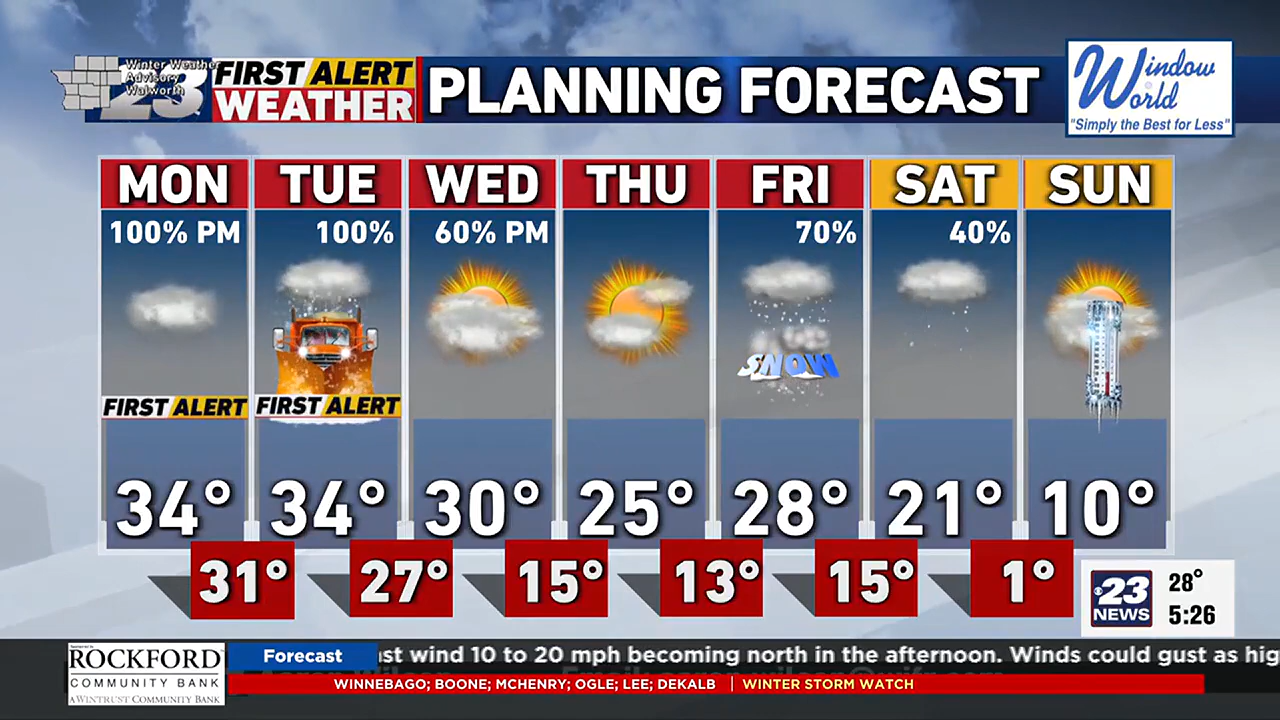 Winter Weather
Advisory
Walworth
23
FIRST ALERT
WEATHER
PLANNING FORECAST
Window
World
"Simply the Best for Less"
MON TUE WED THU FRI SAT SUN
100% PM 100% 60% PM 70% 40%
SNOW
FIRST ALERT FIRST ALERT
34° 34° 30° 25° 28° 21° 10°
31° 27° 15° 13° 15° 1°
23
NEWS
28°
5:26
ROCKFORD
COMMUNITY BANK
A WINTRUST COMMUNITY BANK
Forecast
st wind 10 to 20 mph becoming north in the afternoon. Winds could gust as hig
WINNEBAGO; BOONE; MCHENRY; OGLE; LEE; DEKALB | WINTER STORM WATCH